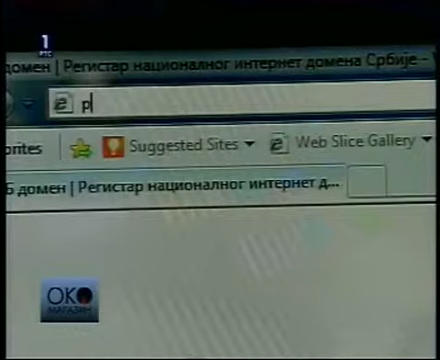 1
РТС
домен | Регистар националног интернет домена Србије -
р
orites
Suggested Sites
Web Slice Gallery
Б домен | Регистар националног интернет д...
ОКО
МАГАЗИН